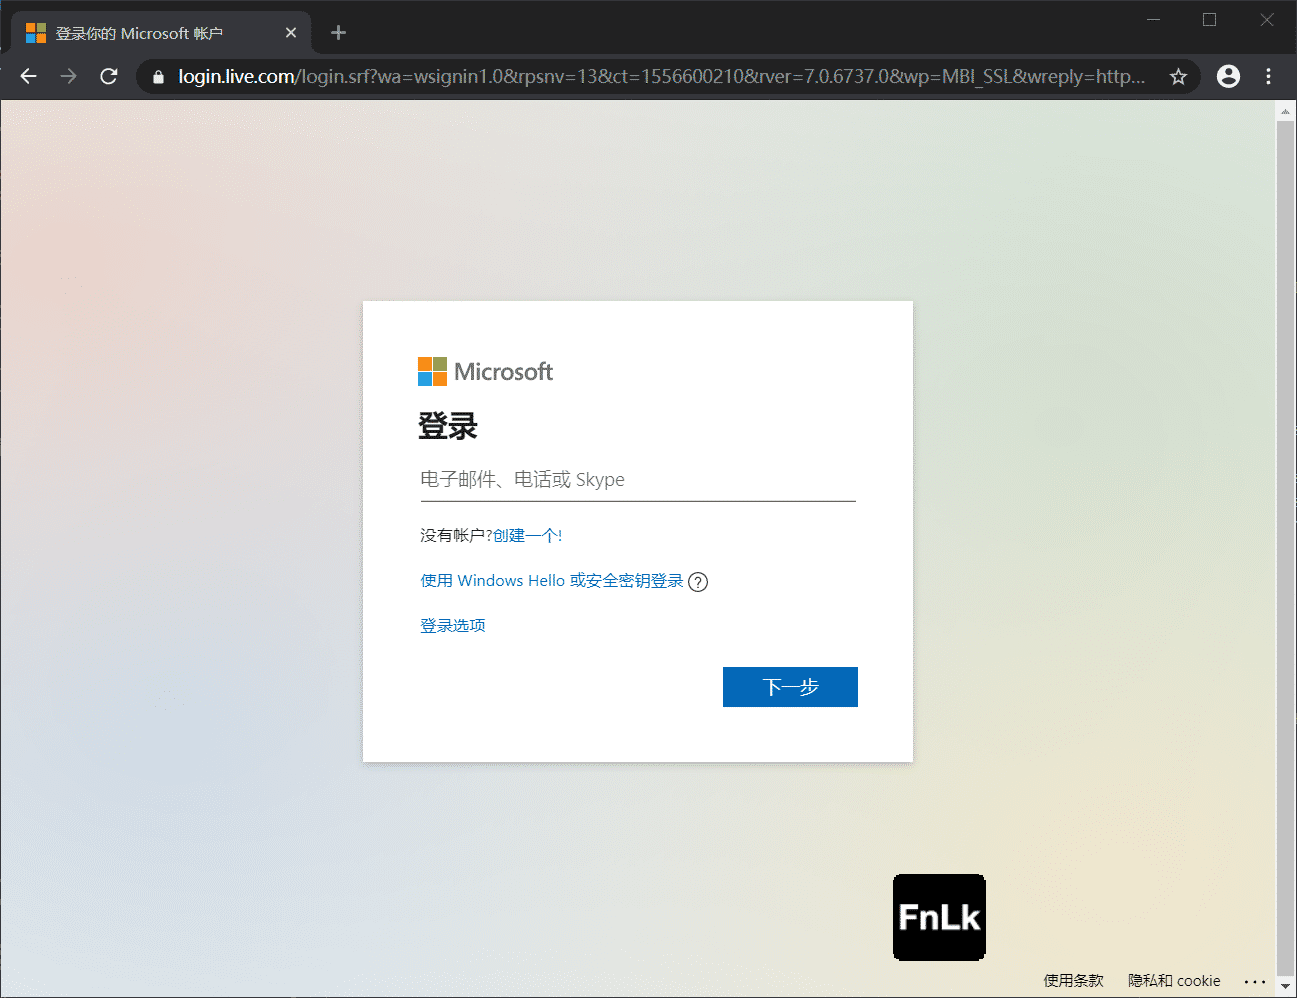 登录你的 Microsoft 帐户
login.live.com/login.srf?wa=wsignin1.0&rpsnv=13&ct=1556600210&rver=7.0.6737.0&wp=MBI_SSL&wreply=http...
Microsoft
登录
电子邮件、电话或 Skype
没有帐户?创建一个!
使用 Windows Hello 或安全密钥登录
登录选项
下一步
FnLk
使用条款 隐私和 cookie ...